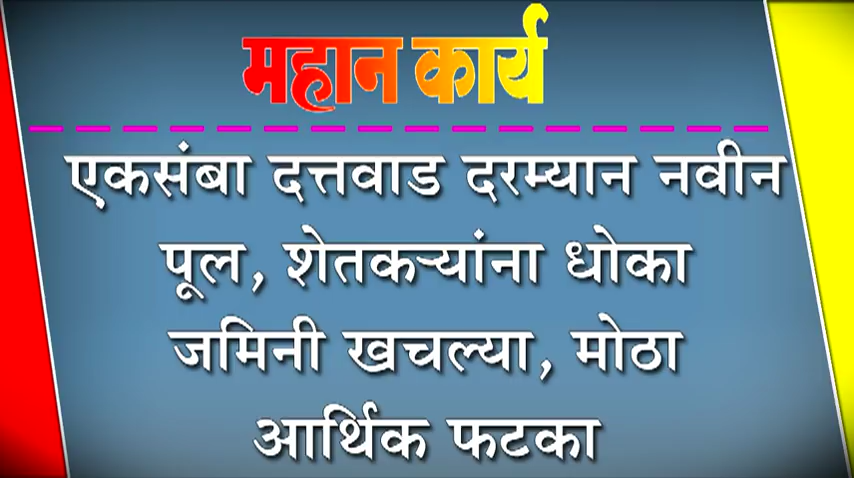 महान कार्य
एकसंबा दत्तवाड दरम्यान नवीन
पूल, शेतकऱ्यांना धोका
जमिनी खचल्या, मोठा
आर्थिक फटका